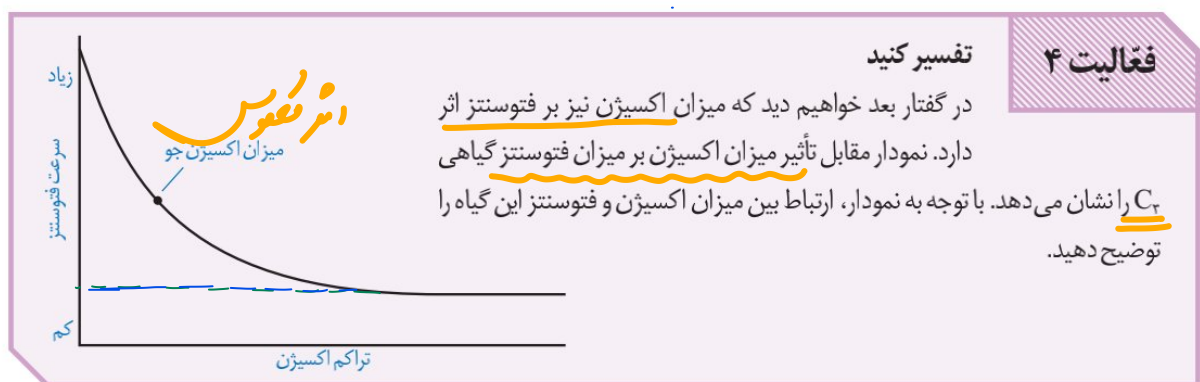 فعّالیت ۴
تفسیر کنید
در گفتار بعد خواهیم دید که میزان اکسیژن نیز بر فتوسنتز اثر
دارد. نمودار مقابل تأثیر میزان اکسیژن بر میزان فتوسنتز گیاهی
C₃ را نشان می‌دهد. با توجه به نمودار، ارتباط بین میزان اکسیژن و فتوسنتز این گیاه را
توضیح دهید.
زیاد
سرعت فتوسنتز
کم
اثر معکوس
میزان اکسیژن جو
تراکم اکسیژن